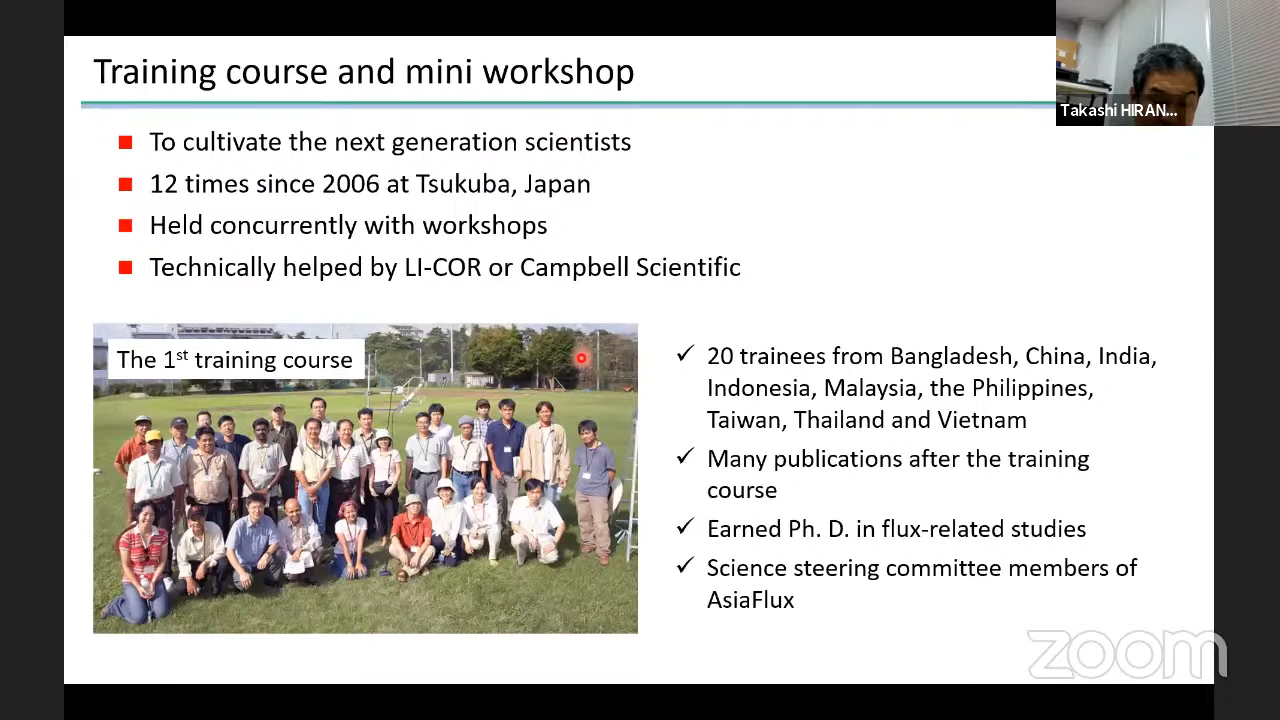 Training course and mini workshop
Takashi HIRAN...
To cultivate the next generation scientists
12 times since 2006 at Tsukuba, Japan
Held concurrently with workshops
Technically helped by LI-COR or Campbell Scientific
The 1st training course
20 trainees from Bangladesh, China, India,
Indonesia, Malaysia, the Philippines,
Taiwan, Thailand and Vietnam
Many publications after the training
course
Earned Ph. D. in flux-related studies
Science steering committee members of
AsiaFlux
zoom